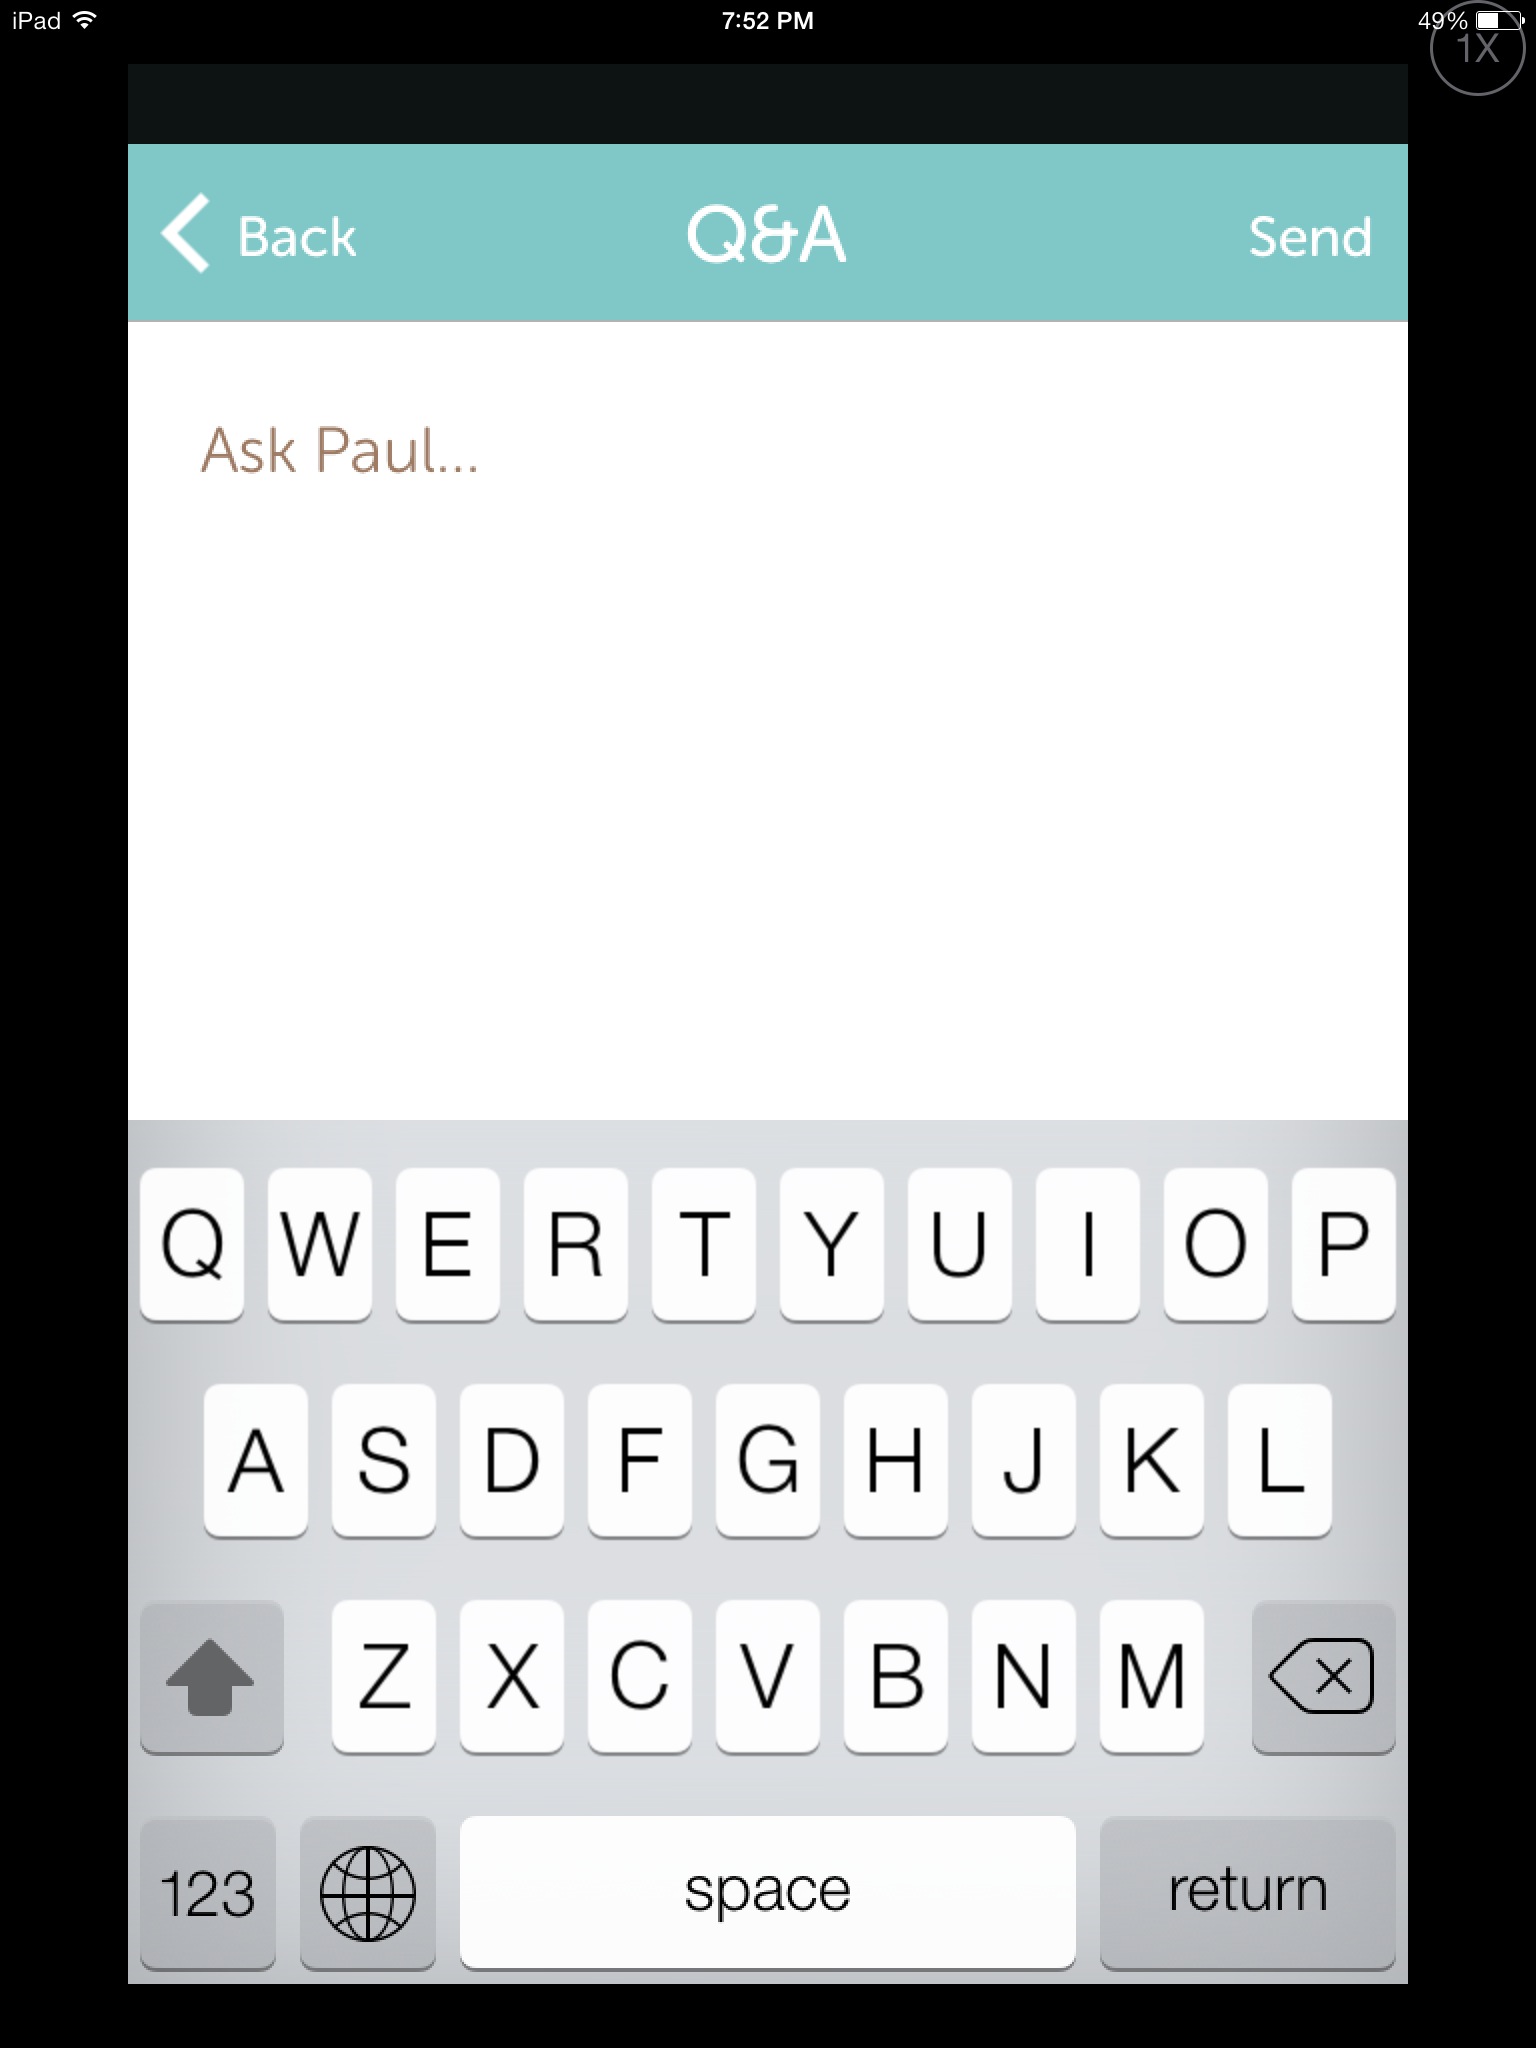 iPad 7:52 PM 49%
1X
Back Q&A Send
Ask Paul...
Q W E R T Y U I O P
A S D F G H J K L
Z X C V B N M
123 space return